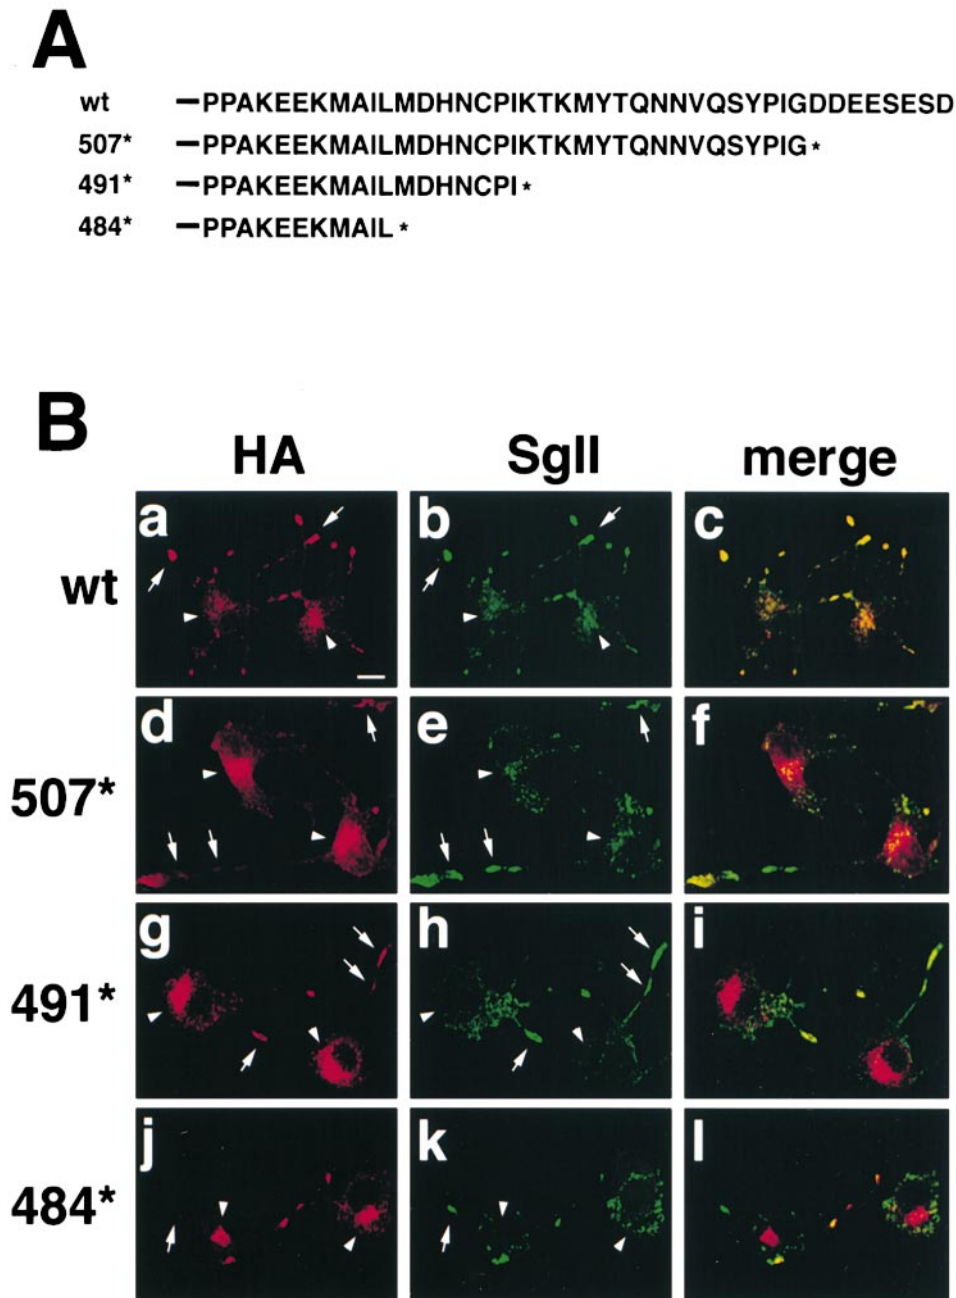 A
wt —PPAKEEKMAILMDHNCPIKTKMYTQNNVQSYPIGDDEESESD
507* —PPAKEEKMAILMDHNCPIKTKMYTQNNVQSYPIG*
491* —PPAKEEKMAILMDHNCPI*
484* —PPAKEEKMAIL*
B
HA SgII merge
wt a b c
507* d e f
491* g h i
484* j k l